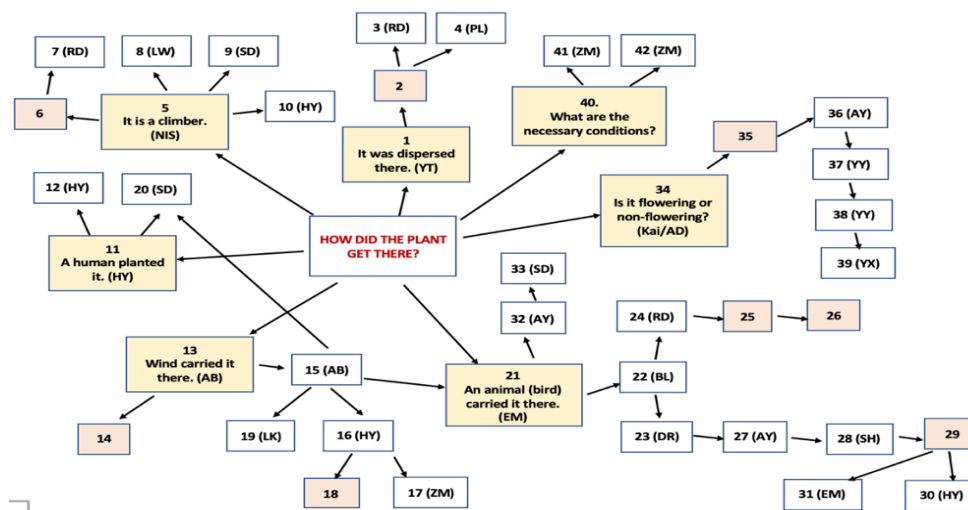 3 (RD)
4 (PL)
7 (RD)
8 (LW)
9 (SD)
41 (ZM)
42 (ZM)
2
6
5
It is a climber.
(NIS)
10 (HY)
40.
What are the
necessary conditions?
1
It was dispersed
there. (YT)
35
36 (AY)
37 (YY)
12 (HY)
20 (SD)
34
Is it flowering or
non-flowering?
(Kai/AD)
38 (YY)
11
A human planted
it. (HY)
HOW DID THE PLANT
GET THERE?
39 (YX)
33 (SD)
32 (AY)
24 (RD)
25
26
13
Wind carried it
there. (AB)
15 (AB)
21
An animal (bird)
carried it there.
(EM)
22 (BL)
14
19 (LK)
16 (HY)
23 (DR)
27 (AY)
28 (SH)
29
18
17 (ZM)
31 (EM)
30 (HY)